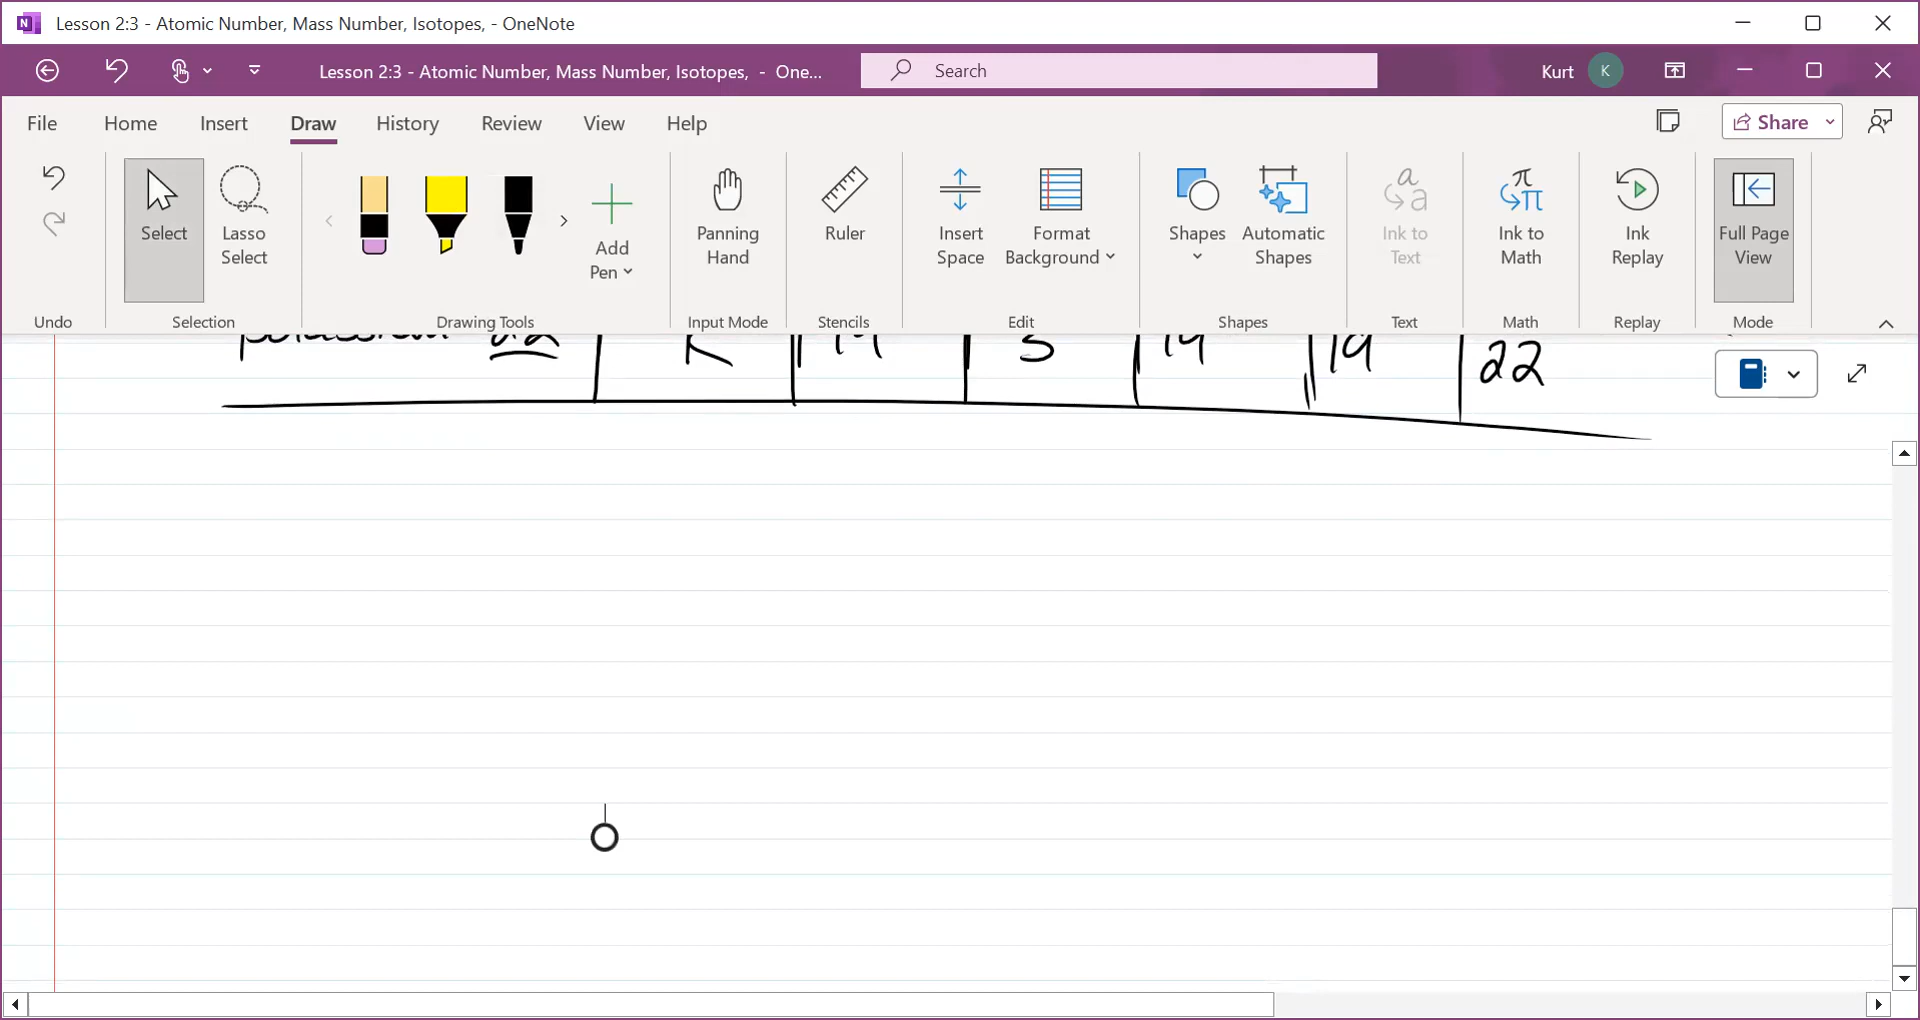 Lesson 2:3 - Atomic Number, Mass Number, Isotopes, - OneNote
Lesson 2:3 - Atomic Number, Mass Number, Isotopes, - One...
Search
Kurt
K
File
Home
Insert
Draw
History
Review
View
Help
Share
Select
Lasso
Select
Add
Pen
Panning
Hand
Ruler
Insert
Space
Format
Background
Shapes
Automatic
Shapes
a
a
Ink to
Text
π
π
Ink to
Math
Ink
Replay
Full Page
View
Undo
Selection
Drawing Tools
Input Mode
Stencils
Edit
Shapes
Text
Math
Replay
Mode
K 19 19 22